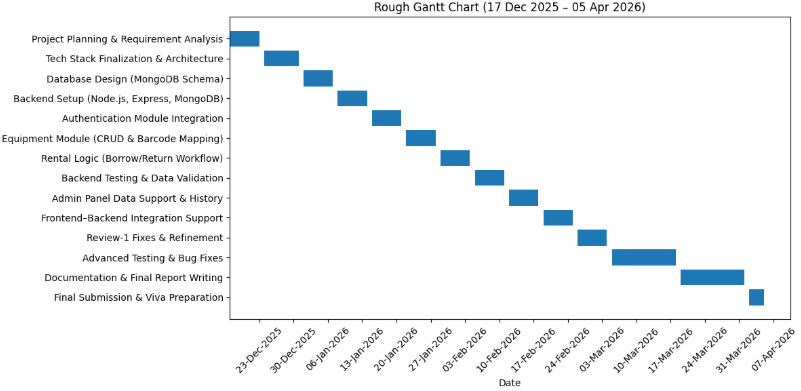 Rough Gantt Chart (17 Dec 2025 – 05 Apr 2026)
Project Planning & Requirement Analysis
Tech Stack Finalization & Architecture
Database Design (MongoDB Schema)
Backend Setup (Node.js, Express, MongoDB)
Authentication Module Integration
Equipment Module (CRUD & Barcode Mapping)
Rental Logic (Borrow/Return Workflow)
Backend Testing & Data Validation
Admin Panel Data Support & History
Frontend–Backend Integration Support
Review-1 Fixes & Refinement
Advanced Testing & Bug Fixes
Documentation & Final Report Writing
Final Submission & Viva Preparation
23-Dec-2025
30-Dec-2025
06-Jan-2026
13-Jan-2026
20-Jan-2026
27-Jan-2026
03-Feb-2026
10-Feb-2026
17-Feb-2026
24-Feb-2026
03-Mar-2026
10-Mar-2026
17-Mar-2026
24-Mar-2026
31-Mar-2026
07-Apr-2026
Date